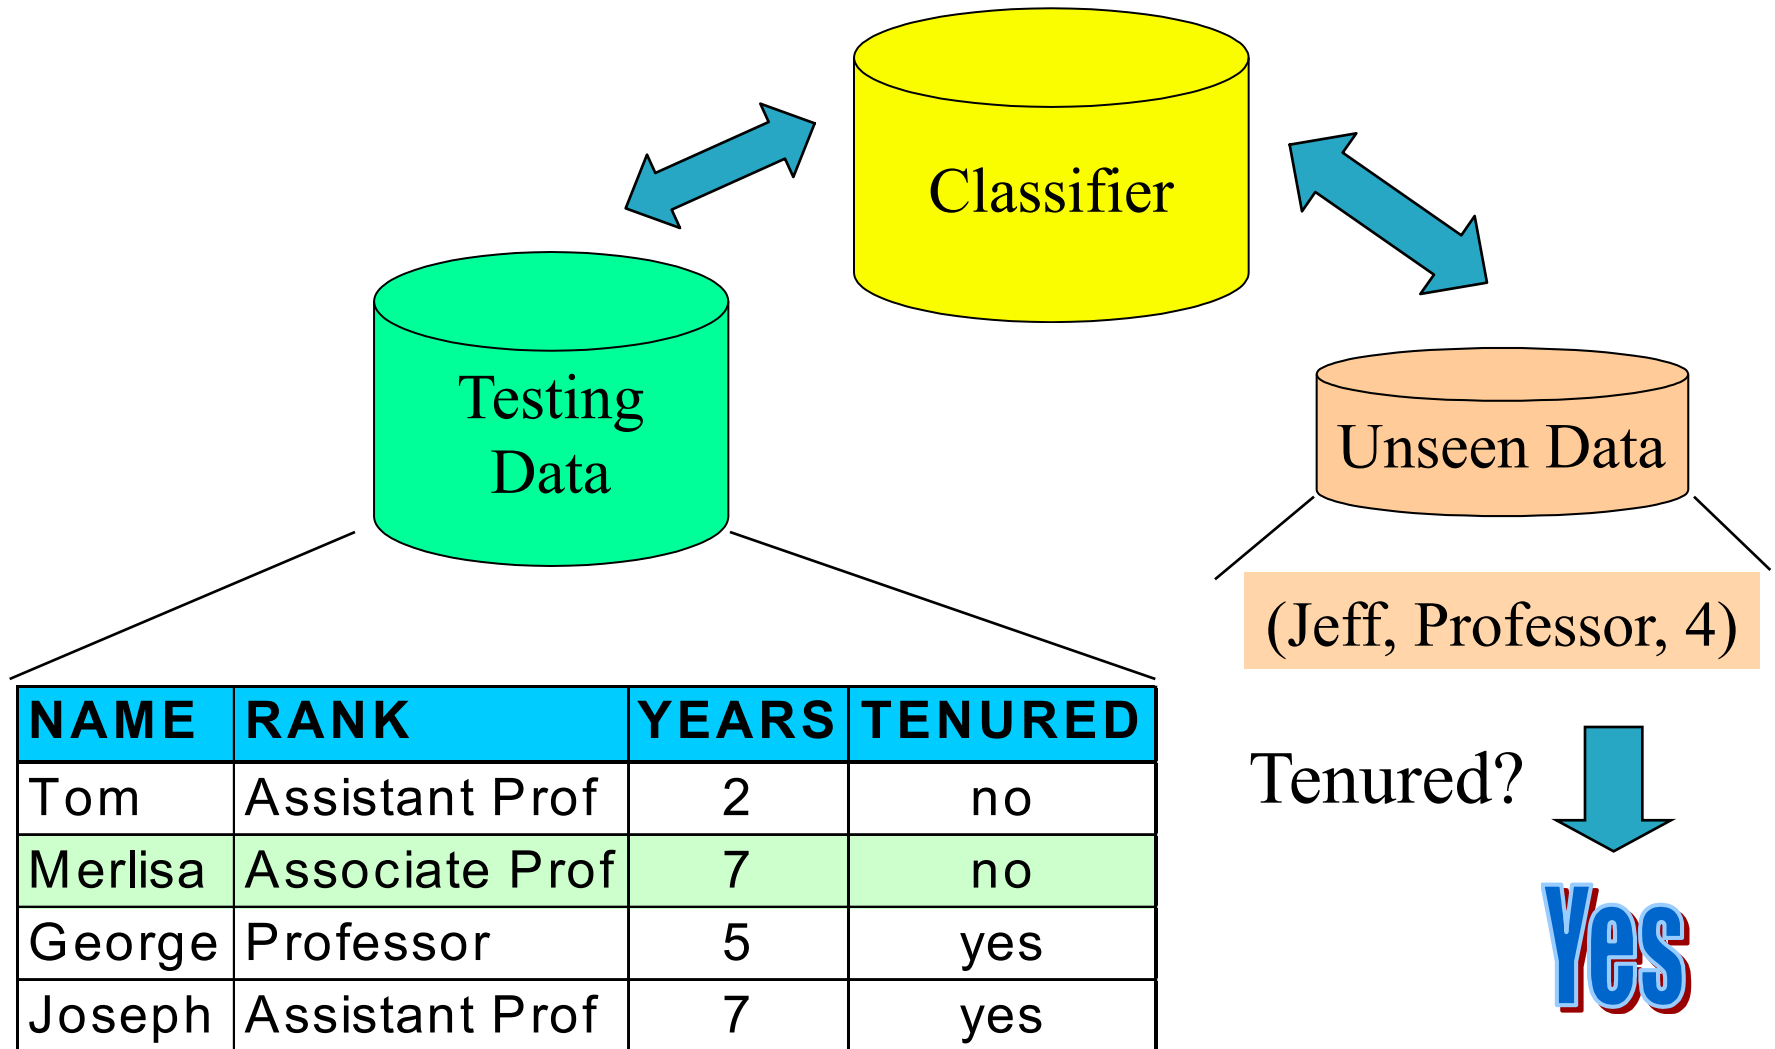 Classifier
Testing
Data
Unseen Data
(Jeff, Professor, 4)
NAME RANK YEARS TENURED
Tom Assistant Prof 2 no
Merlisa Associate Prof 7 no
George Professor 5 yes
Joseph Assistant Prof 7 yes
Tenured?
Yes